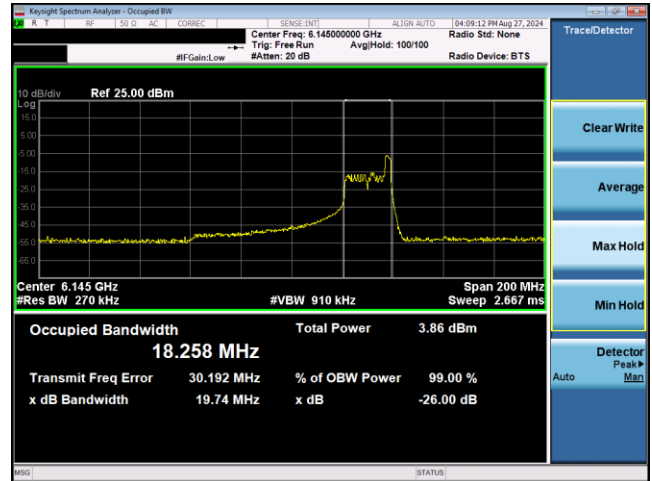 Keysight Spectrum Analyzer - Occupied BW
R T RF 50 Ω AC CORREC SENSE:INT ALIGN AUTO 04:09:12 PM Aug 27, 2024
Center Freq: 6.145000000 GHz Radio Std: None
Trig: Free Run Avg|Hold: 100/100
#IFGain:Low #Atten: 20 dB Radio Device: BTS
Trace/Detector
10 dB/div Ref 25.00 dBm
Log
15.0
5.00
-5.00
-15.0
-25.0
-35.0
-45.0
-55.0
-65.0
Center 6.145 GHz Span 200 MHz
#Res BW 270 kHz #VBW 910 kHz Sweep 2.667 ms
Occupied Bandwidth Total Power 3.86 dBm
18.258 MHz
Transmit Freq Error 30.192 MHz % of OBW Power 99.00 %
x dB Bandwidth 19.74 MHz x dB -26.00 dB
Clear Write
Average
Max Hold
Min Hold
Detector
Peak▶
Auto Man
MSG STATUS